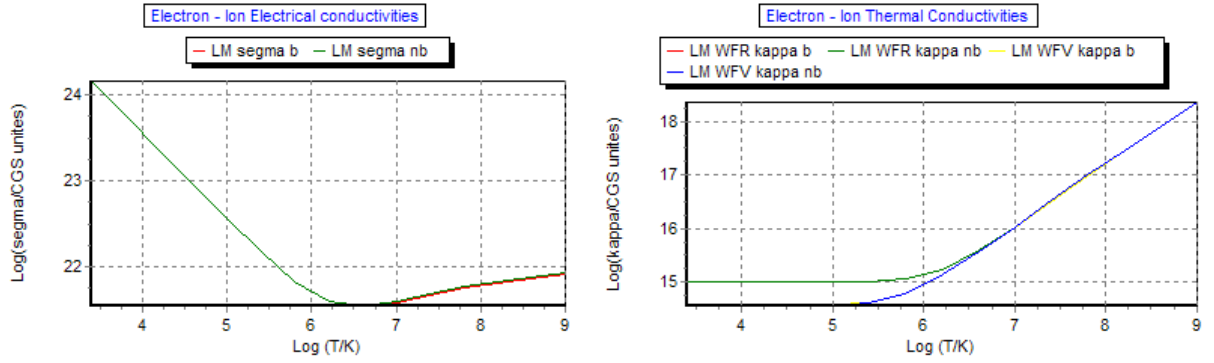 Electron - Ion Electrical conductivities
LM segma b LM segma nb
Log(segma/CGS unites)
24
23
22
4 5 6 7 8 9
Log (T/K)
Electron - Ion Thermal Conductivities
LM WFR kappa b LM WFR kappa nb LM WFV kappa b
LM WFV kappa nb
Log(kappa/CGS unites)
18
17
16
15
4 5 6 7 8 9
Log (T/K)